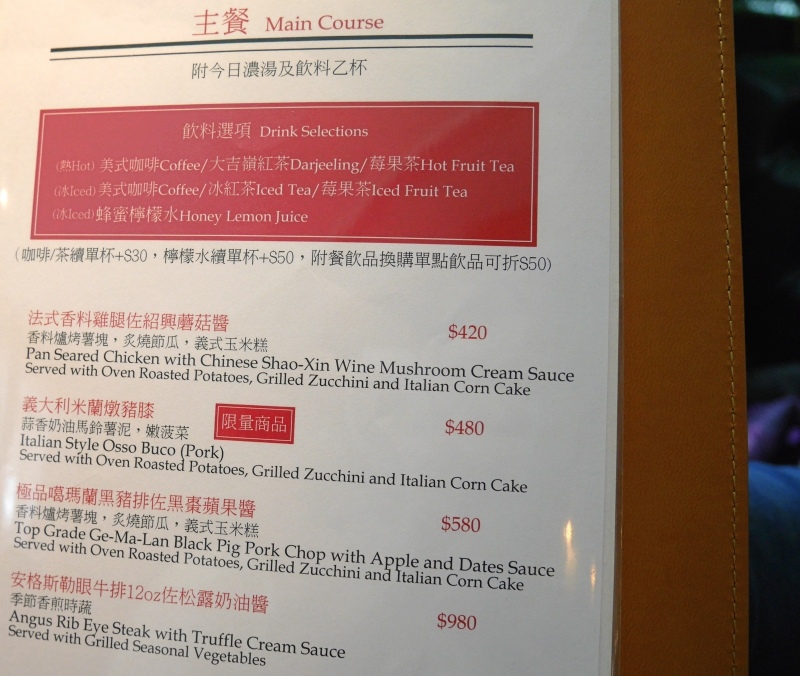 主餐 Main Course
附今日濃湯及飲料乙杯
飲料選項 Drink Selections
(熱Hot) 美式咖啡Coffee/大吉嶺紅茶Darjeeling/莓果茶Hot Fruit Tea
(冰Iced) 美式咖啡Coffee/冰紅茶Iced Tea/莓果茶Iced Fruit Tea
(冰Iced) 蜂蜜檸檬水Honey Lemon Juice
(咖啡/茶續單杯+$30，檸檬水續單杯+$50，附餐飲品換購單點飲品可折$50)
法式香料雞腿佐紹興蘑菇醬 $420
香料爐烤薯塊，炙燒節瓜，義式玉米糕
Pan Seared Chicken with Chinese Shao-Xin Wine Mushroom Cream Sauce
Served with Oven Roasted Potatoes, Grilled Zucchini and Italian Corn Cake
義大利米蘭燉豬膝 限量商品 $480
蒜香奶油馬鈴薯泥，嫩菠菜
Italian Style Osso Buco (Pork)
Served with Oven Roasted Potatoes, Grilled Zucchini and Italian Corn Cake
極品噶瑪蘭黑豬排佐黑棗蘋果醬 $580
香料爐烤薯塊，炙燒節瓜，義式玉米糕
Top Grade Ge-Ma-Lan Black Pig Pork Chop with Apple and Dates Sauce
Served with Oven Roasted Potatoes, Grilled Zucchini and Italian Corn Cake
安格斯勒眼牛排12oz佐松露奶油醬 $980
季節香煎時蔬
Angus Rib Eye Steak with Truffle Cream Sauce
Served with Grilled Seasonal Vegetables